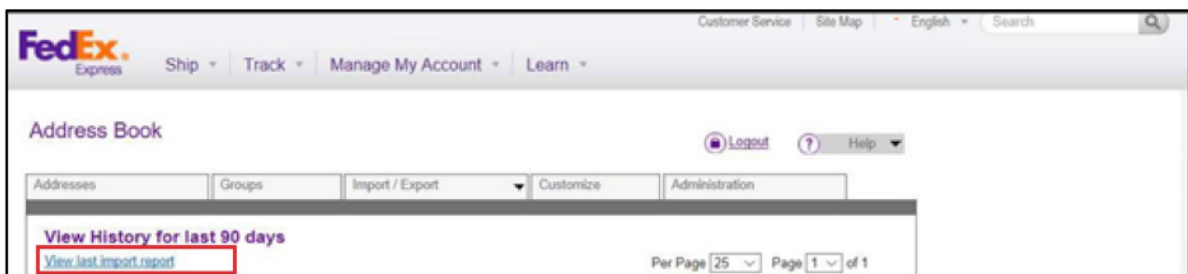 Customer Service Site Map English Search
FedEx
Express
Ship Track Manage My Account Learn
Address Book
Logout ? Help
Addresses Groups Import / Export Customize Administration
View History for last 90 days
View last import report
Per Page 25 Page 1 of 1